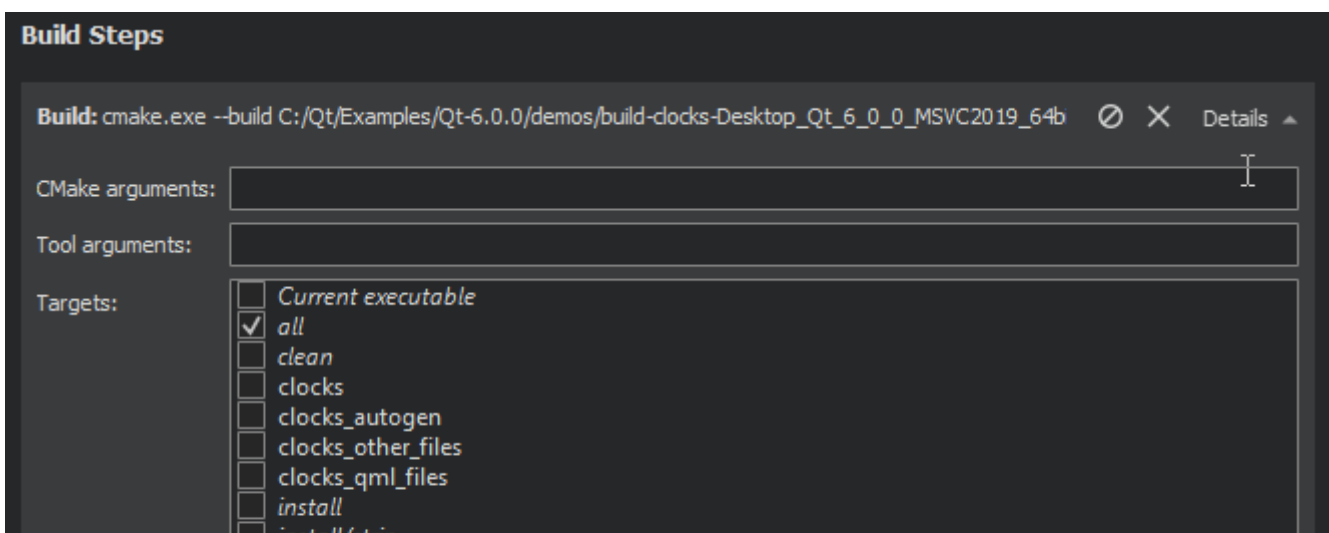 Build Steps
Build: cmake.exe --build C:/Qt/Examples/Qt-6.0.0/demos/build-clocks-Desktop_Qt_6_0_0_MSVC2019_64b Details
CMake arguments:
Tool arguments:
Targets: Current executable
all
clean
clocks
clocks_autogen
clocks_other_files
clocks_qml_files
install